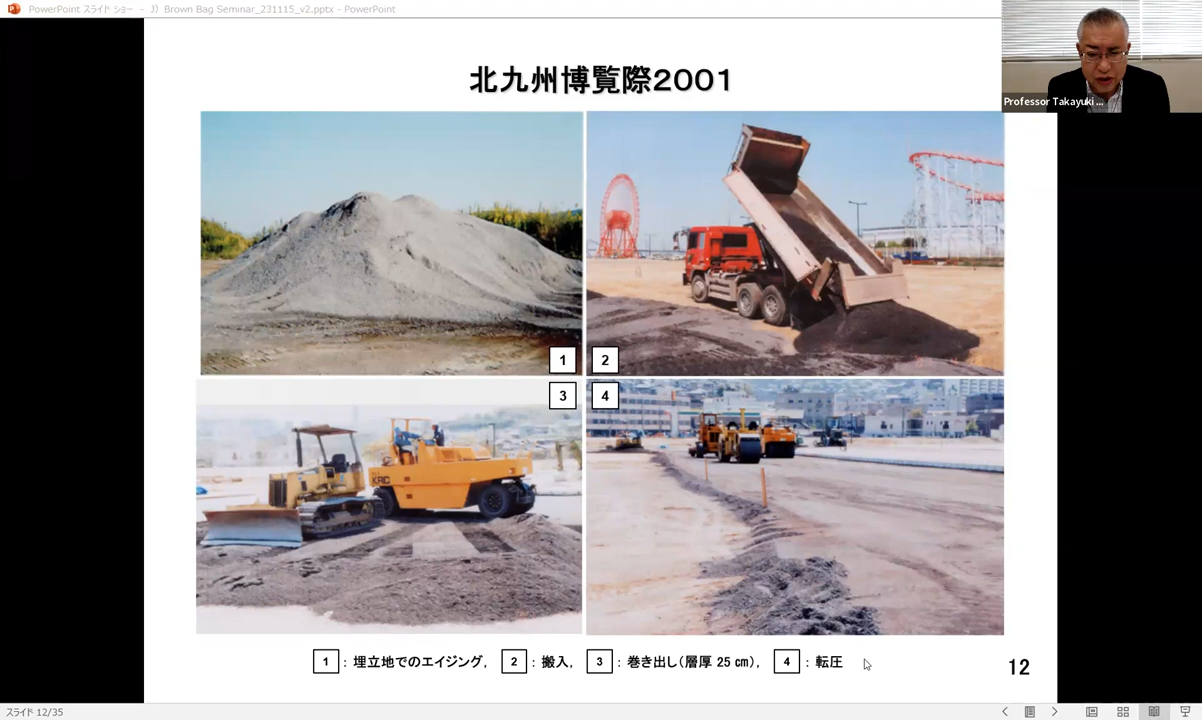 PowerPoint スライド ショー - J) Brown Bag Seminar_231115_v2.pptx - PowerPoint
Professor Takayuki ...
北九州博覧際2001
1
2
3
4
KRC
1 : 埋立地でのエイジング, 2 : 搬入, 3 : 巻き出し(層厚 25 cm), 4 : 転圧
12
スライド 12/35